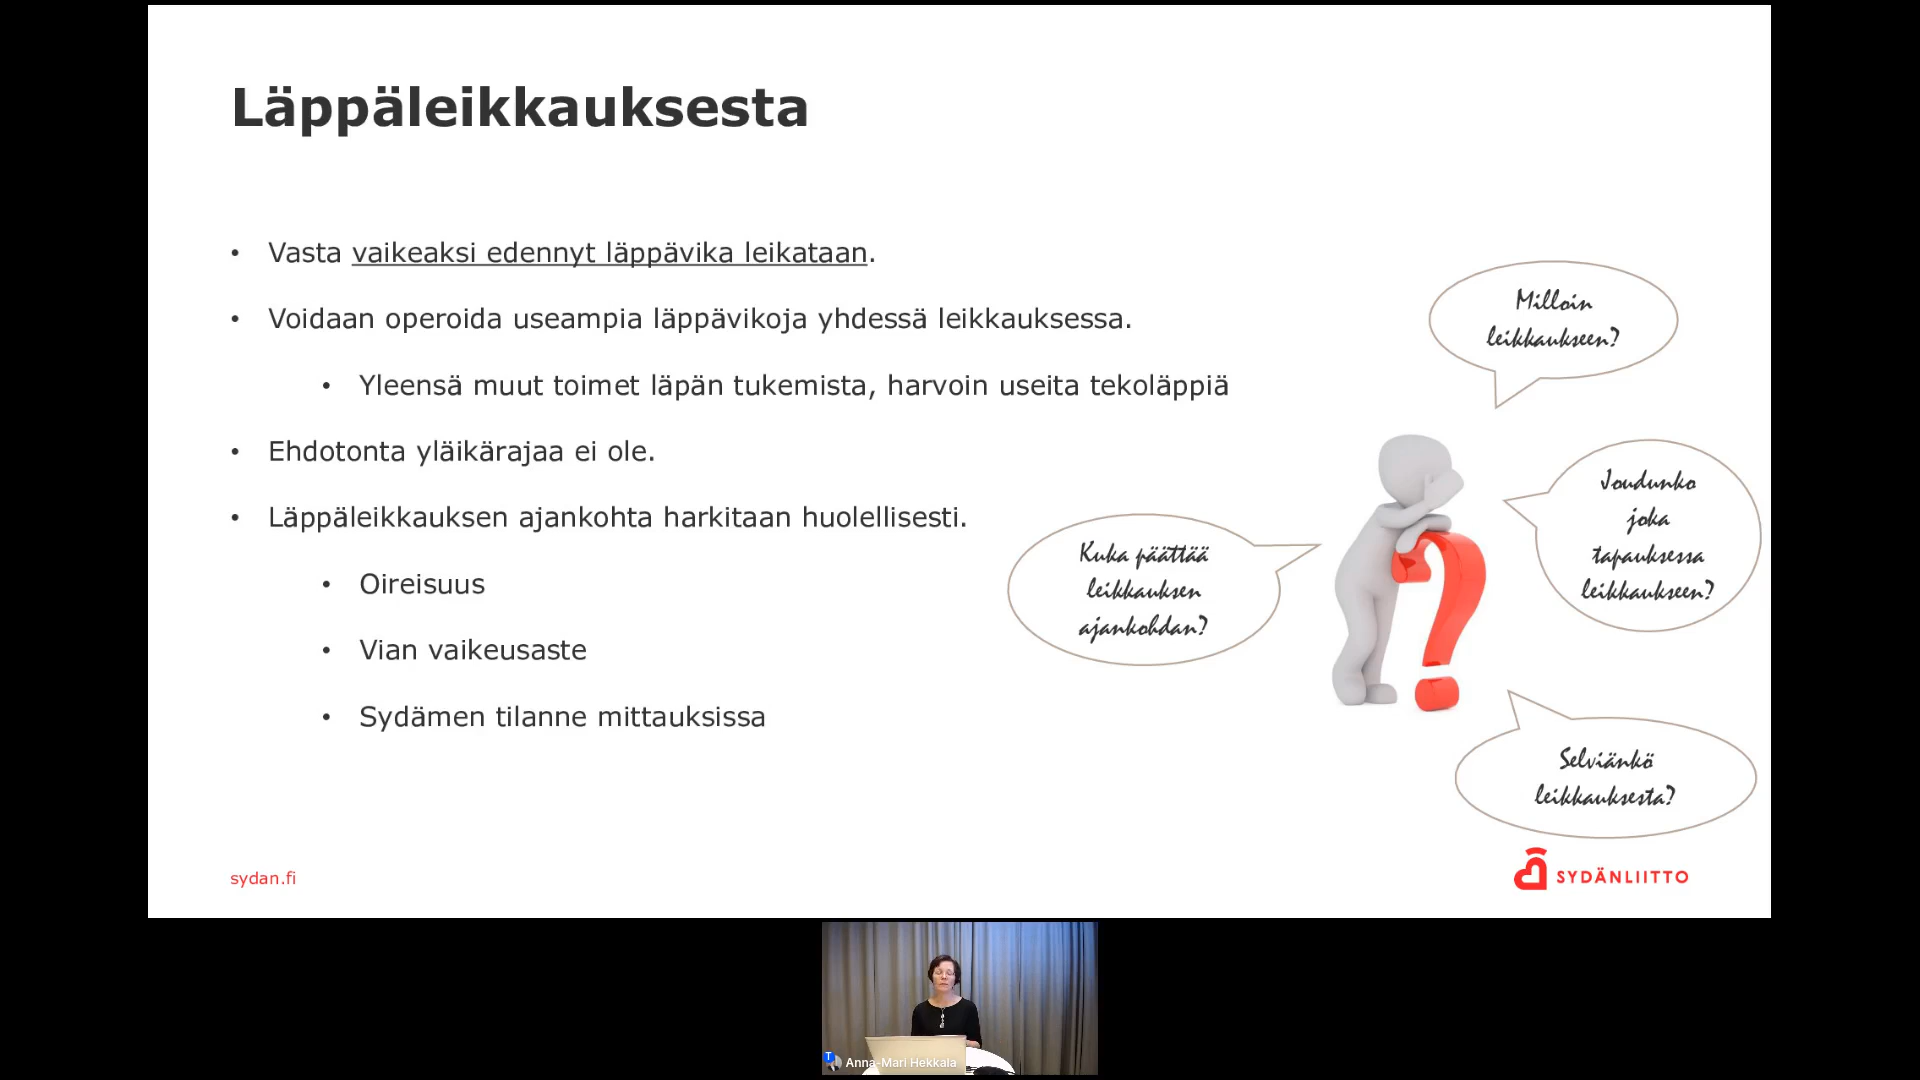 Läppäleikkauksesta
• Vasta vaikeaksi edennyt läppävika leikataan.
• Voidaan operoida useampia läppävikoja yhdessä leikkauksessa.
• Yleensä muut toimet läpän tukemista, harvoin useita tekoläppiä
• Ehdotonta yläikärajaa ei ole.
• Läppäleikkauksen ajankohta harkitaan huolellisesti.
• Oireisuus
• Vian vaikeusaste
• Sydämen tilanne mittauksissa
Milloin
leikkaukseen?
Joudunko
joka
tapauksessa
leikkaukseen?
Kuka päättää
leikkauksen
ajankohdan?
Selviänkö
leikkauksesta?
sydan.fi
SYDÄNLIITTO
T
Anna-Mari Hekkala